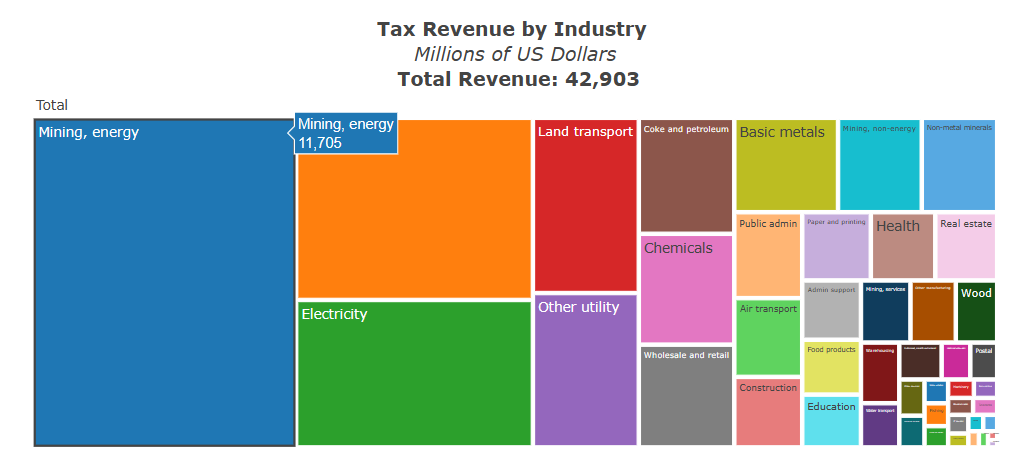 Tax Revenue by Industry
Millions of US Dollars
Total Revenue: 42,903
Total
Mining, energy
Mining, energy
11,705
Electricity
Land transport
Other utility
Coke and petroleum
Chemicals
Wholesale and retail
Basic metals
Mining, non-energy
Non-metal minerals
Public admin
Paper and printing
Health
Real estate
Air transport
Admin support
Mining, services
Other manufacturing
Wood
Construction
Food products
Education
Warehousing
Postal
Water transport
Fishing